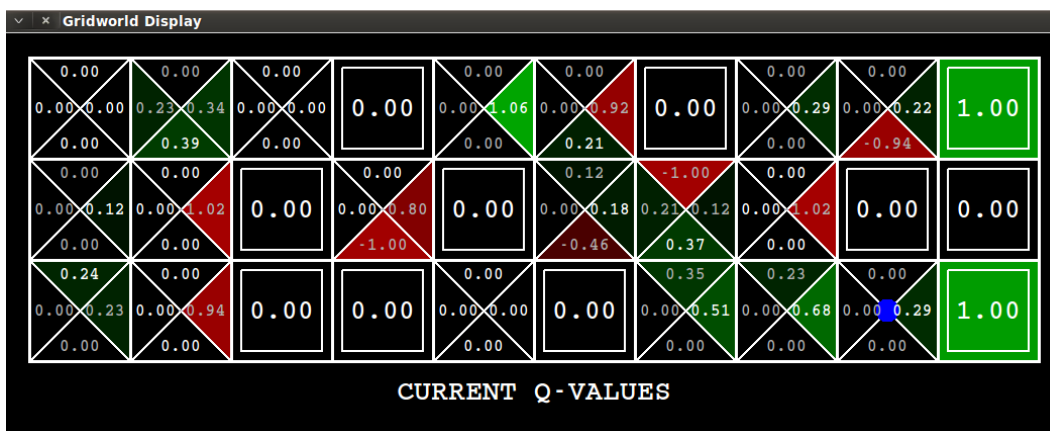 Gridworld Display
0.00 0.00 0.00 0.00 0.00 0.00 0.00
0.00 0.00 0.23 0.34 0.00 0.00 0.00 0.00 1.06 0.00 0.92 0.00 0.00 0.29 0.00 0.22 1.00
0.00 0.39 0.00 0.00 0.21 0.00 -0.94
0.00 0.00 0.00 0.12 -1.00 0.00
0.00 0.12 0.00 1.02 0.00 0.00 0.80 0.00 0.00 0.18 0.21 0.12 0.00 1.02 0.00 0.00
0.00 0.00 -1.00 -0.46 0.37 0.00
0.24 0.00 0.00 0.35 0.23 0.00
0.00 0.23 0.00 0.94 0.00 0.00 0.00 0.00 0.00 0.00 0.51 0.00 0.68 0.00 0.29 1.00
0.00 0.00 0.00 0.00 0.00 0.00
CURRENT Q-VALUES